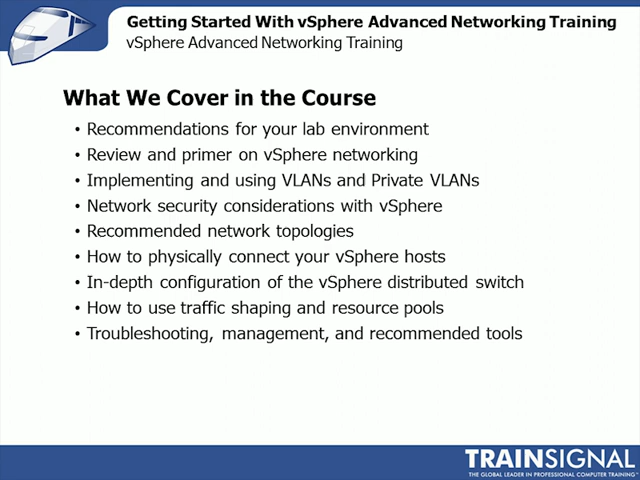 Getting Started With vSphere Advanced Networking Training
vSphere Advanced Networking Training
What We Cover in the Course
• Recommendations for your lab environment
• Review and primer on vSphere networking
• Implementing and using VLANs and Private VLANs
• Network security considerations with vSphere
• Recommended network topologies
• How to physically connect your vSphere hosts
• In-depth configuration of the vSphere distributed switch
• How to use traffic shaping and resource pools
• Troubleshooting, management, and recommended tools
TRAINSIGNAL
THE GLOBAL LEADER IN PROFESSIONAL COMPUTER TRAINING™